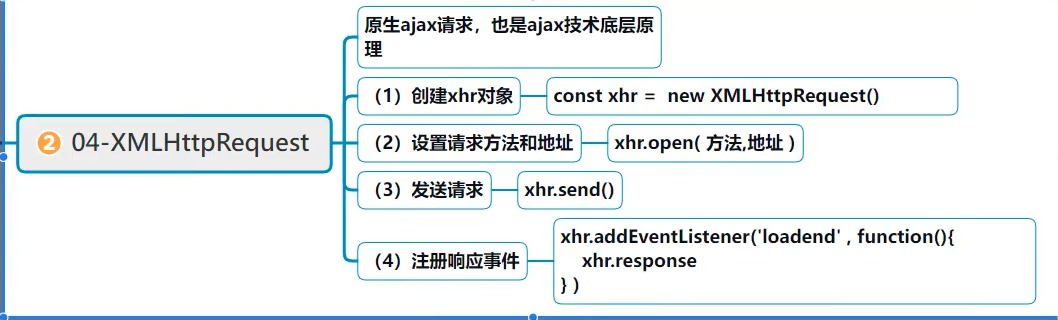 原生ajax请求，也是ajax技术底层原
理
（1）创建xhr对象
const xhr = new XMLHttpRequest()
2 04-XMLHttpRequest
（2）设置请求方法和地址
xhr.open( 方法,地址 )
（3）发送请求
xhr.send()
（4）注册响应事件
xhr.addEventListener('loadend' , function(){
xhr.response
} )